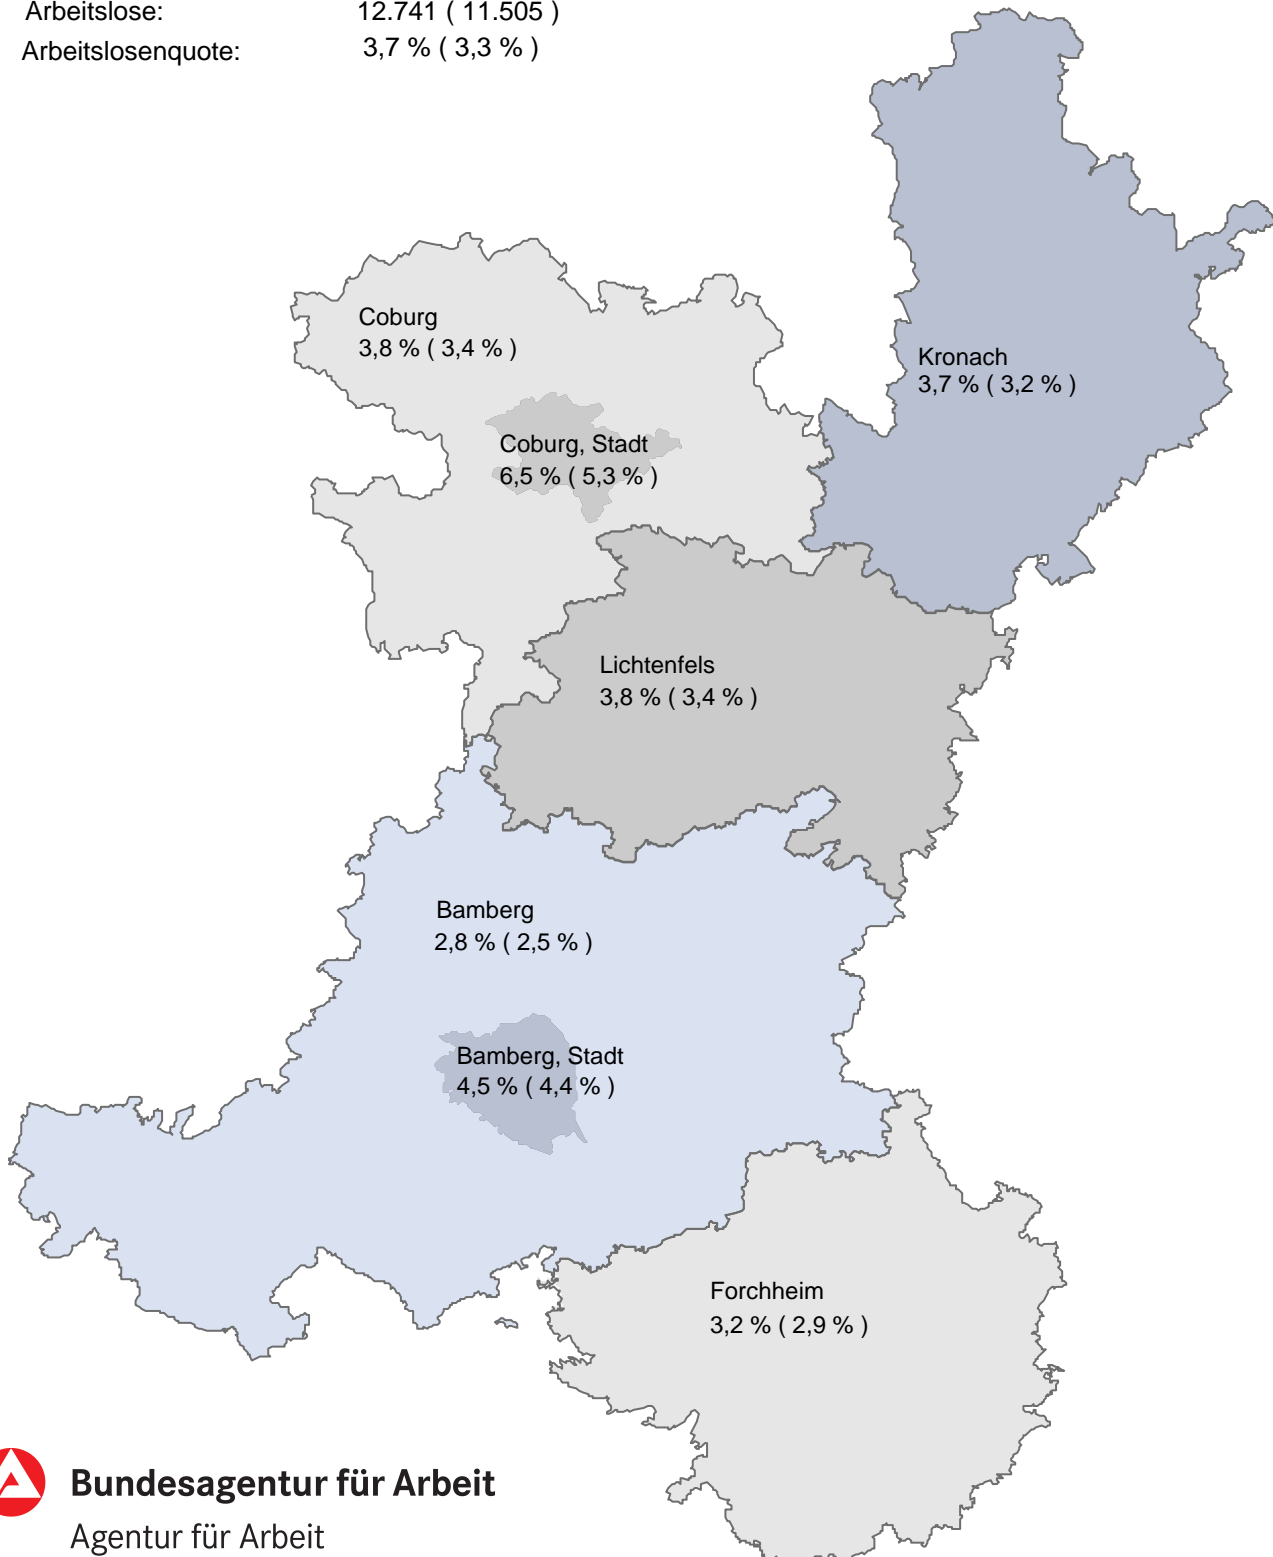 Arbeitslose: 12.741 ( 11.505 )
Arbeitslosenquote: 3,7 % ( 3,3 % )
Coburg
3,8 % ( 3,4 % )
Kronach
3,7 % ( 3,2 % )
Coburg, Stadt
6,5 % ( 5,3 % )
Lichtenfels
3,8 % ( 3,4 % )
Bamberg
2,8 % ( 2,5 % )
Bamberg, Stadt
4,5 % ( 4,4 % )
Forchheim
3,2 % ( 2,9 % )
Bundesagentur für Arbeit
Agentur für Arbeit